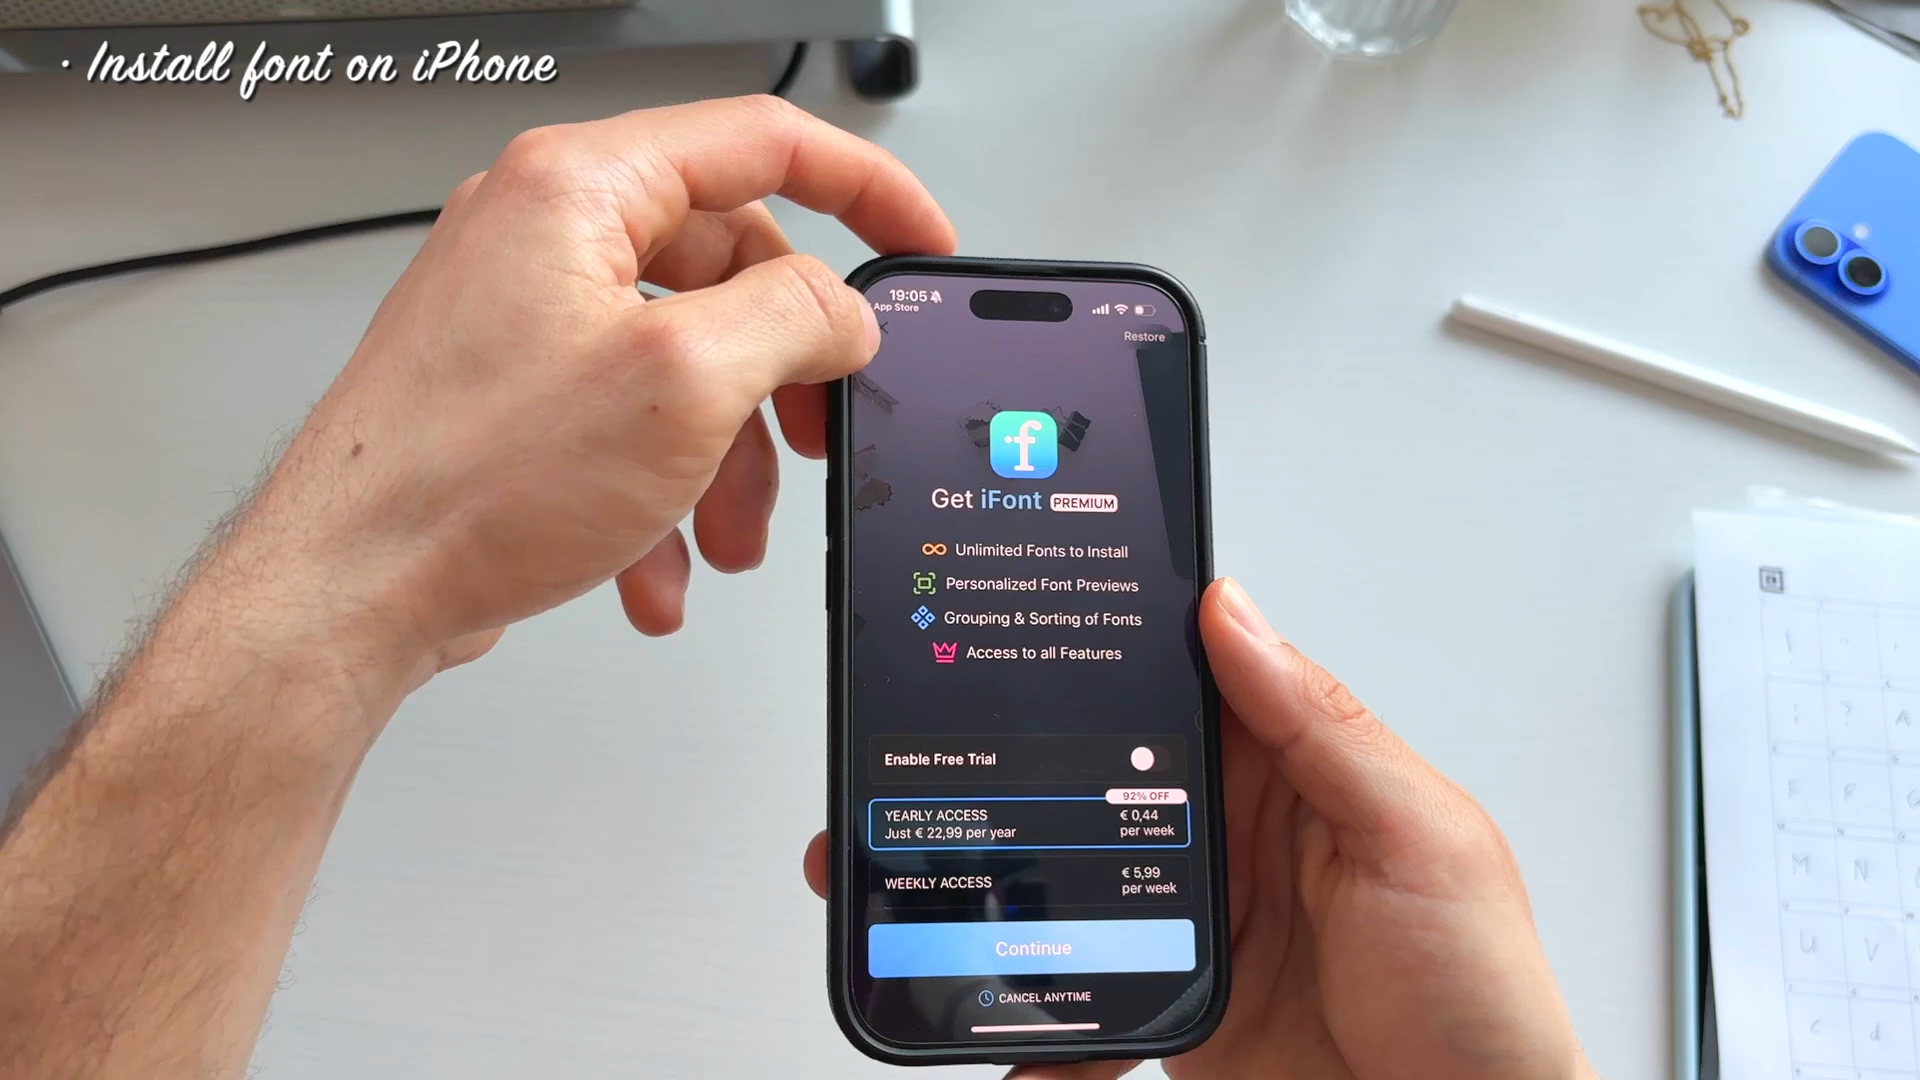 · Install font on iPhone
19:05
App Store
Restore
f
Get iFont PREMIUM
Unlimited Fonts to Install
Personalized Font Previews
Grouping & Sorting of Fonts
Access to all Features
Enable Free Trial
92% OFF
YEARLY ACCESS
Just € 22,99 per year
€ 0,44
per week
WEEKLY ACCESS
€ 5,99
per week
Continue
CANCEL ANYTIME
? A
E F
M N
U V
c d